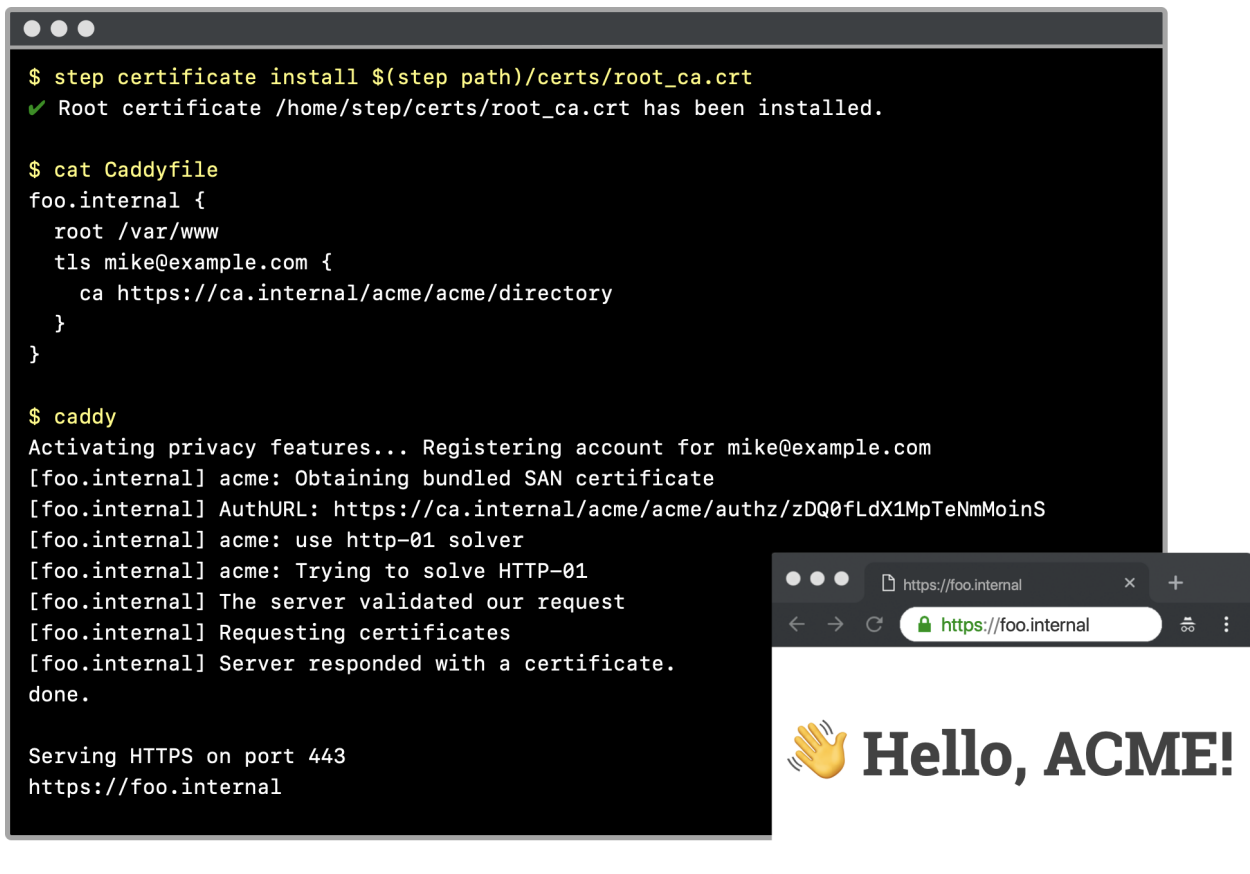 $ step certificate install $(step path)/certs/root_ca.crt
✔ Root certificate /home/step/certs/root_ca.crt has been installed.
$ cat Caddyfile
foo.internal {
root /var/www
tls mike@example.com {
ca https://ca.internal/acme/acme/directory
}
}
$ caddy
Activating privacy features... Registering account for mike@example.com
[foo.internal] acme: Obtaining bundled SAN certificate
[foo.internal] AuthURL: https://ca.internal/acme/acme/authz/zDQ0fLdX1MpTeNmMoinS
[foo.internal] acme: use http-01 solver
[foo.internal] acme: Trying to solve HTTP-01
[foo.internal] The server validated our request
[foo.internal] Requesting certificates
[foo.internal] Server responded with a certificate.
done.
Serving HTTPS on port 443
https://foo.internal
https://foo.internal
https://foo.internal
👋 Hello, ACME!